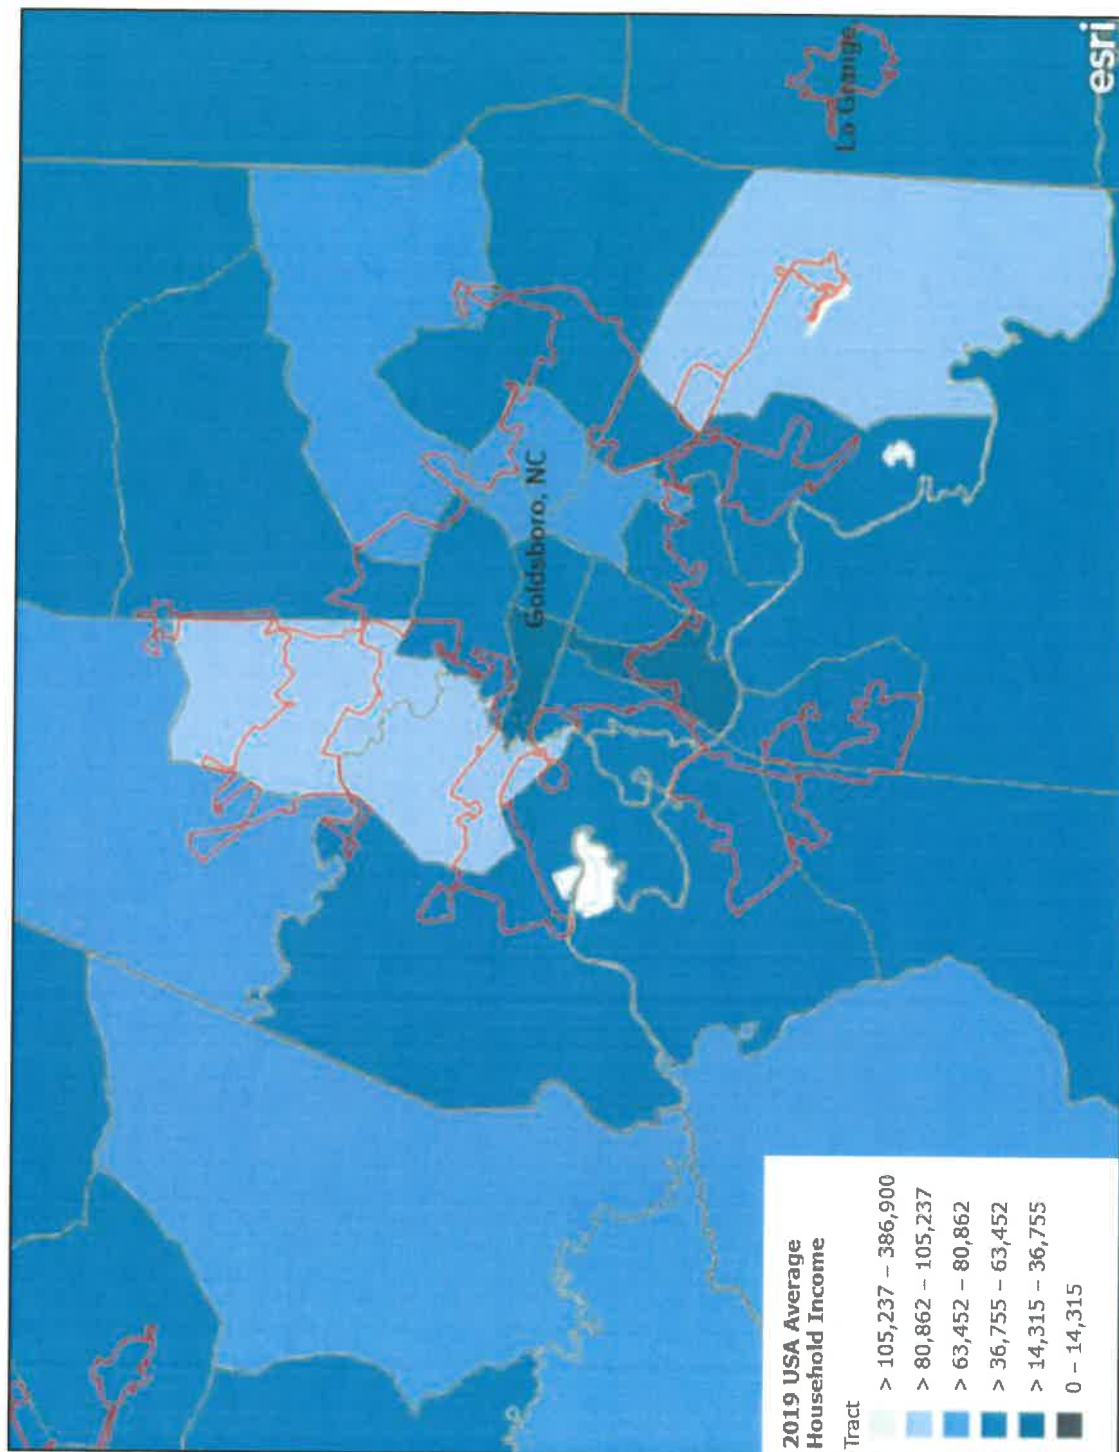 La Grange
Goldsboro, NC
esri
2019 USA Average
Household Income
Tract
> 105,237 – 386,900
> 80,862 – 105,237
> 63,452 – 80,862
> 36,755 – 63,452
> 14,315 – 36,755
0 – 14,315